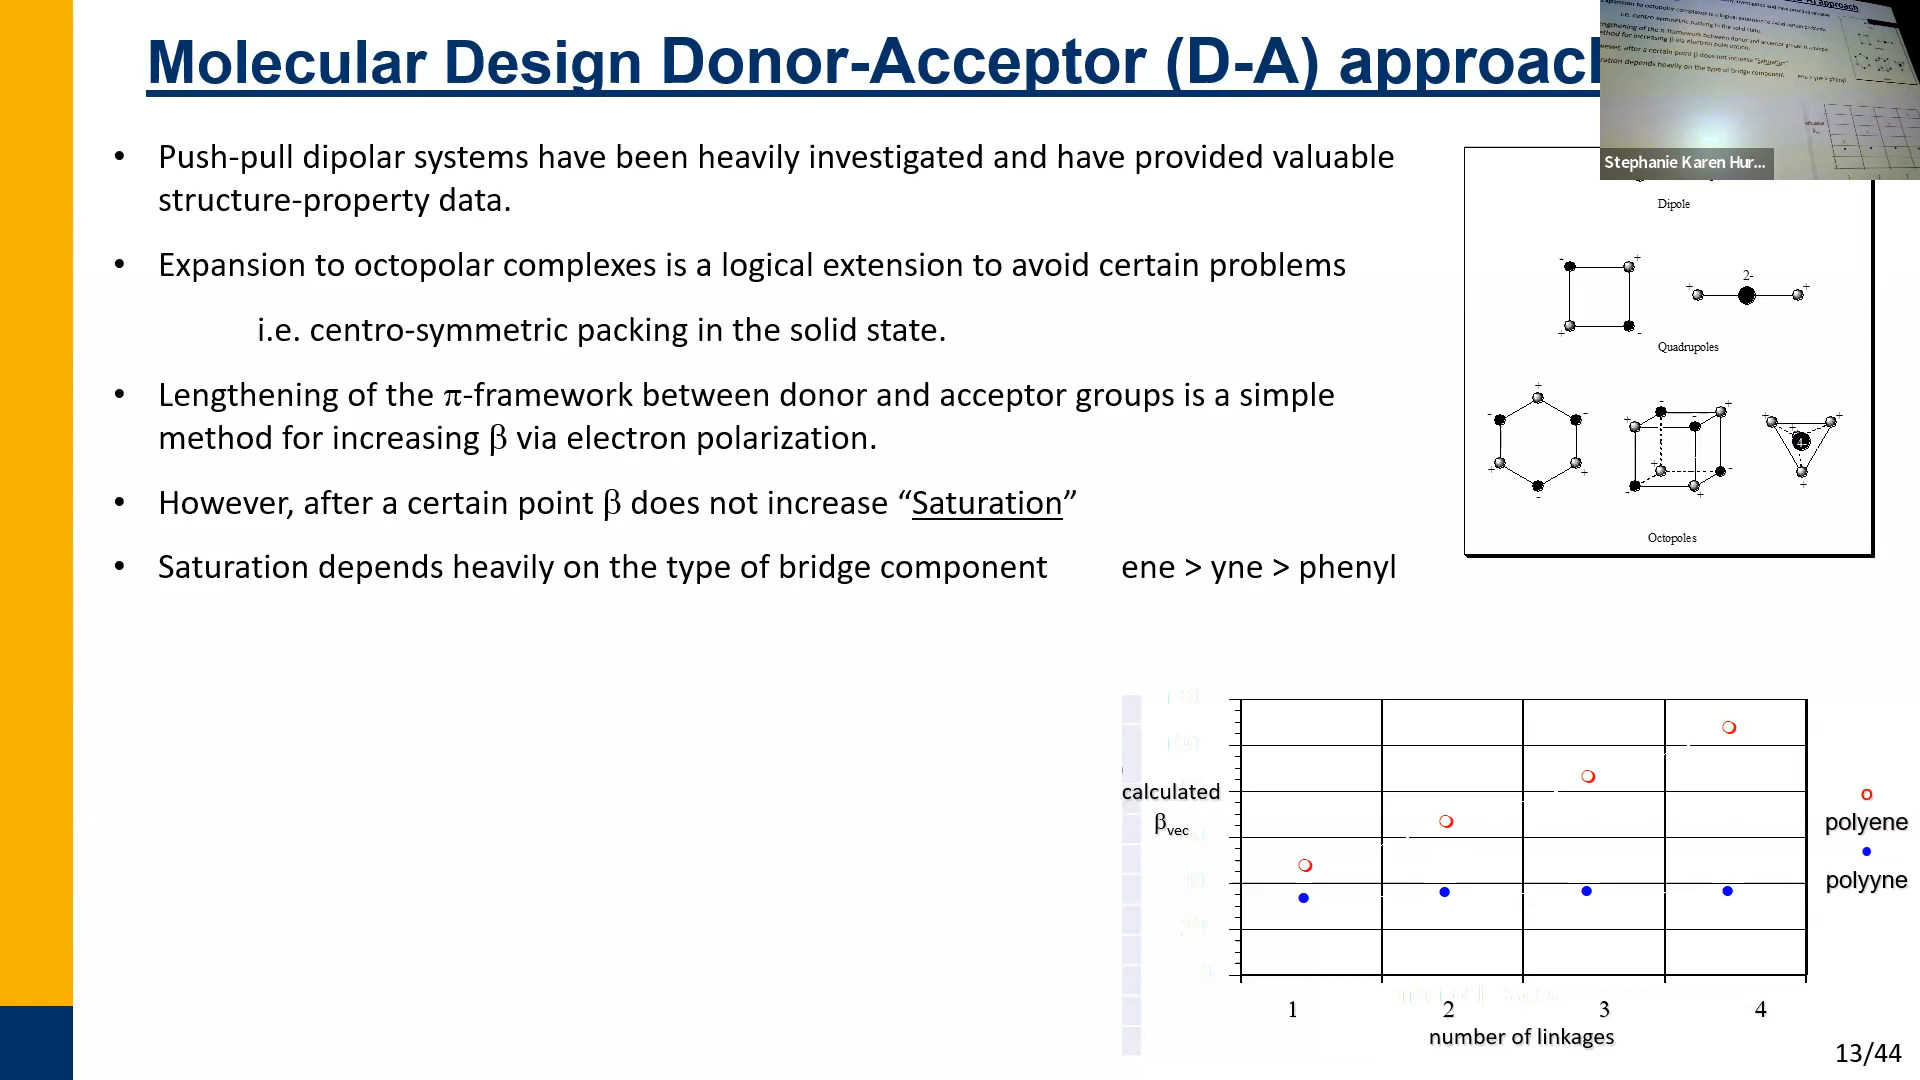 Molecular Design Donor-Acceptor (D-A) approach
Stephanie Karen Hur...
• Push-pull dipolar systems have been heavily investigated and have provided valuable
structure-property data.
• Expansion to octopolar complexes is a logical extension to avoid certain problems
i.e. centro-symmetric packing in the solid state.
• Lengthening of the π-framework between donor and acceptor groups is a simple
method for increasing β via electron polarization.
• However, after a certain point β does not increase “Saturation”
• Saturation depends heavily on the type of bridge component ene > yne > phenyl
Dipole
- + + 2- +
+ -
Quadrupoles
+ - - + + +
- - + - + 4-
+ + + -
- - + +
Octopoles
calculated
βvec
polyene
polyyne
1 2 3 4
number of linkages
13/44